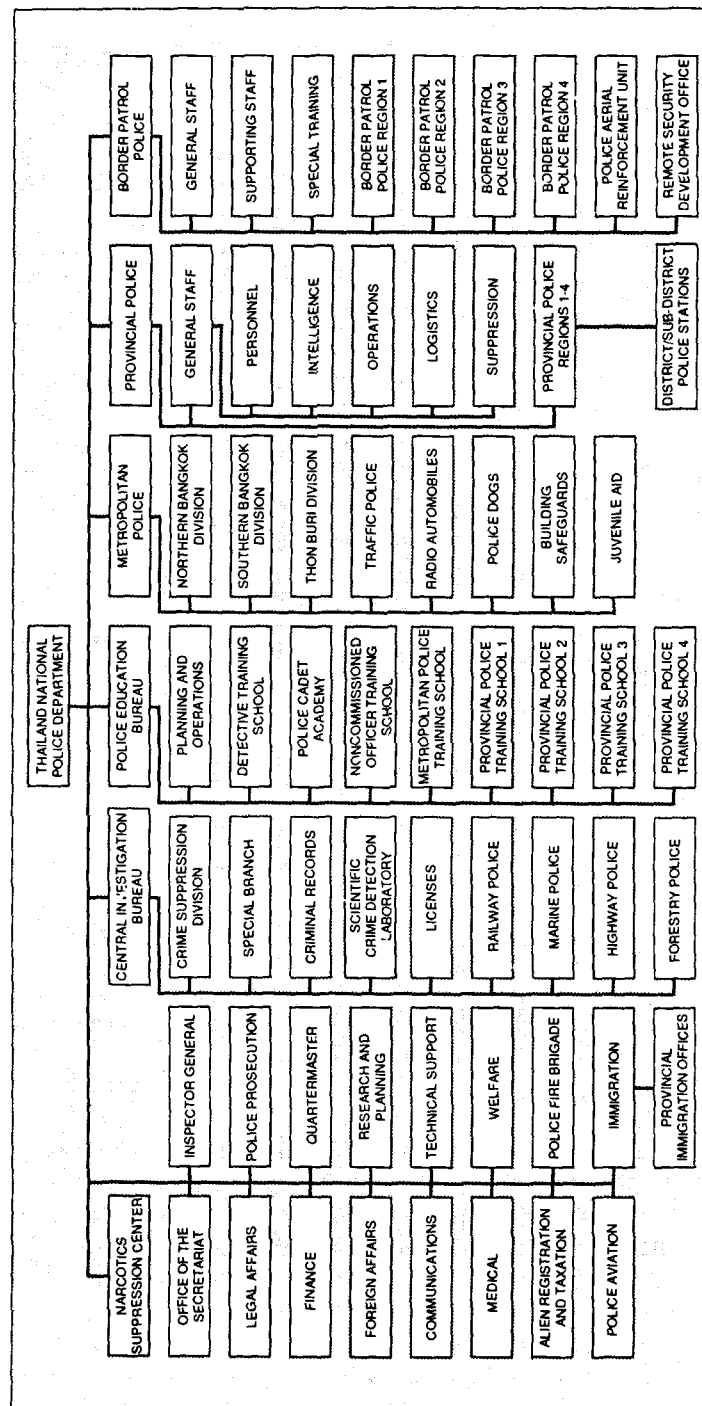 THAILAND NATIONAL
POLICE DEPARTMENT
NARCOTICS
SUPPRESSION CENTER
OFFICE OF THE
SECRETARIAT
LEGAL AFFAIRS
FINANCE
FOREIGN AFFAIRS
COMMUNICATIONS
MEDICAL
ALIEN REGISTRATION
AND TAXATION
POLICE AVIATION
INSPECTOR GENERAL
POLICE PROSECUTION
QUARTERMASTER
RESEARCH AND
PLANNING
TECHNICAL SUPPORT
WELFARE
POLICE FIRE BRIGADE
IMMIGRATION
PROVINCIAL
IMMIGRATION OFFICES
CENTRAL INVESTIGATION
BUREAU
CRIME SUPPRESSION
DIVISION
SPECIAL BRANCH
CRIMINAL RECORDS
SCIENTIFIC
CRIME DETECTION
LABORATORY
LICENSES
RAILWAY POLICE
MARINE POLICE
HIGHWAY POLICE
FORESTRY POLICE
POLICE EDUCATION
BUREAU
PLANNING AND
OPERATIONS
DETECTIVE TRAINING
SCHOOL
POLICE CADET
ACADEMY
NONCOMMISSIONED
OFFICER TRAINING
SCHOOL
METROPOLITAN POLICE
TRAINING SCHOOL
PROVINCIAL POLICE
TRAINING SCHOOL 1
PROVINCIAL POLICE
TRAINING SCHOOL 2
PROVINCIAL POLICE
TRAINING SCHOOL 3
PROVINCIAL POLICE
TRAINING SCHOOL 4
METROPOLITAN
POLICE
NORTHERN BANGKOK
DIVISION
SOUTHERN BANGKOK
DIVISION
THON BURI DIVISION
TRAFFIC POLICE
RADIO AUTOMOBILES
POLICE DOGS
BUILDING
SAFEGUARDS
JUVENILE AID
PROVINCIAL POLICE
GENERAL STAFF
PERSONNEL
INTELLIGENCE
OPERATIONS
LOGISTICS
SUPPRESSION
PROVINCIAL POLICE
REGIONS 1-4
DISTRICT/SUB-DISTRICT
POLICE STATIONS
BORDER PATROL
POLICE
GENERAL STAFF
SUPPORTING STAFF
SPECIAL TRAINING
BORDER PATROL
POLICE REGION 1
BORDER PATROL
POLICE REGION 2
BORDER PATROL
POLICE REGION 3
BORDER PATROL
POLICE REGION 4
POLICE AERIAL
REINFORCEMENT UNIT
REMOTE SECURITY
DEVELOPMENT OFFICE